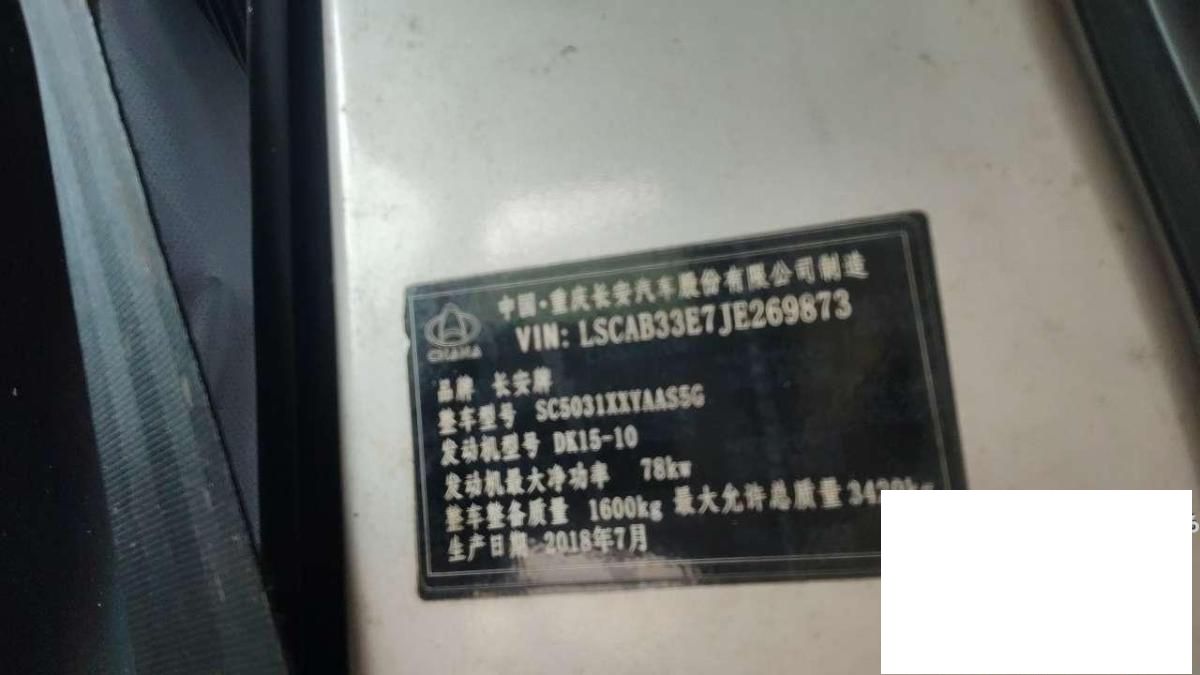 中国·重庆长安汽车股份有限公司制造
VIN: LSCAB33E7JE269873
CHANA
品牌 长安牌
整车型号 SC5031XXYAAS5G
发动机型号 DK15-10
发动机最大净功率 78kw
整车整备质量 1600kg 最大允许总质量
生产日期: 2018年7月